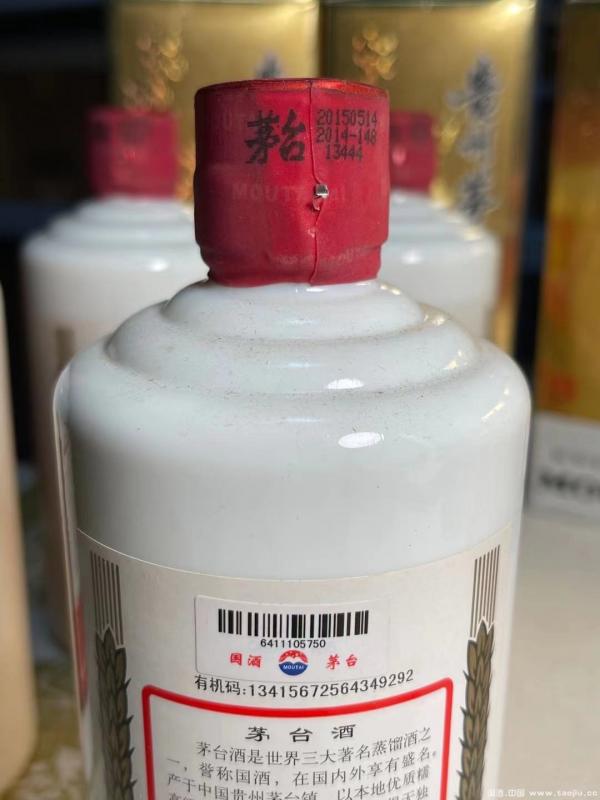 茅台
20150514
2014-148
13444
MOUTAI
6411105750
国酒
MOUTAI
茅台
有机码:13415672564349292
茅台酒
茅台酒是世界三大著名蒸馏酒之
一，誉称国酒，在国内外享有盛名。
产于中国贵州茅台镇，以本地优质糯